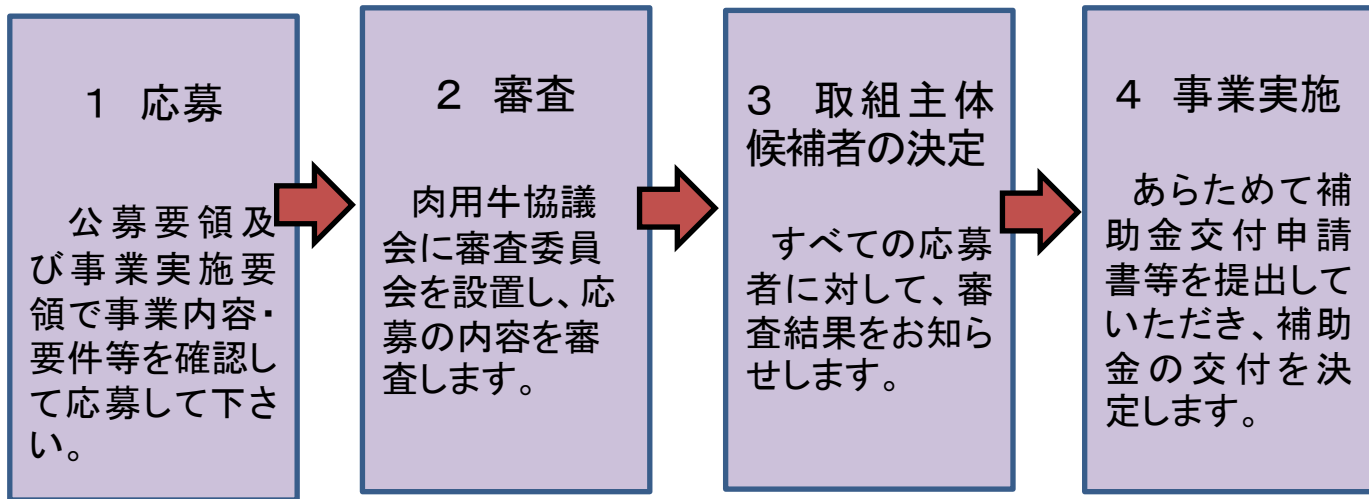 1 応募
公募要領及
び事業実施要
領で事業内容・
要件等を確認し
て応募して下さ
い。
2 審査
肉用牛協議
会に審査委員
会を設置し、応
募の内容を審
査します。
3 取組主体
候補者の決定
すべての応募
者に対して、審
査結果をお知ら
せします。
4 事業実施
あらためて補
助金交付申請
書等を提出して
いただき、補助
金の交付を決
定します。